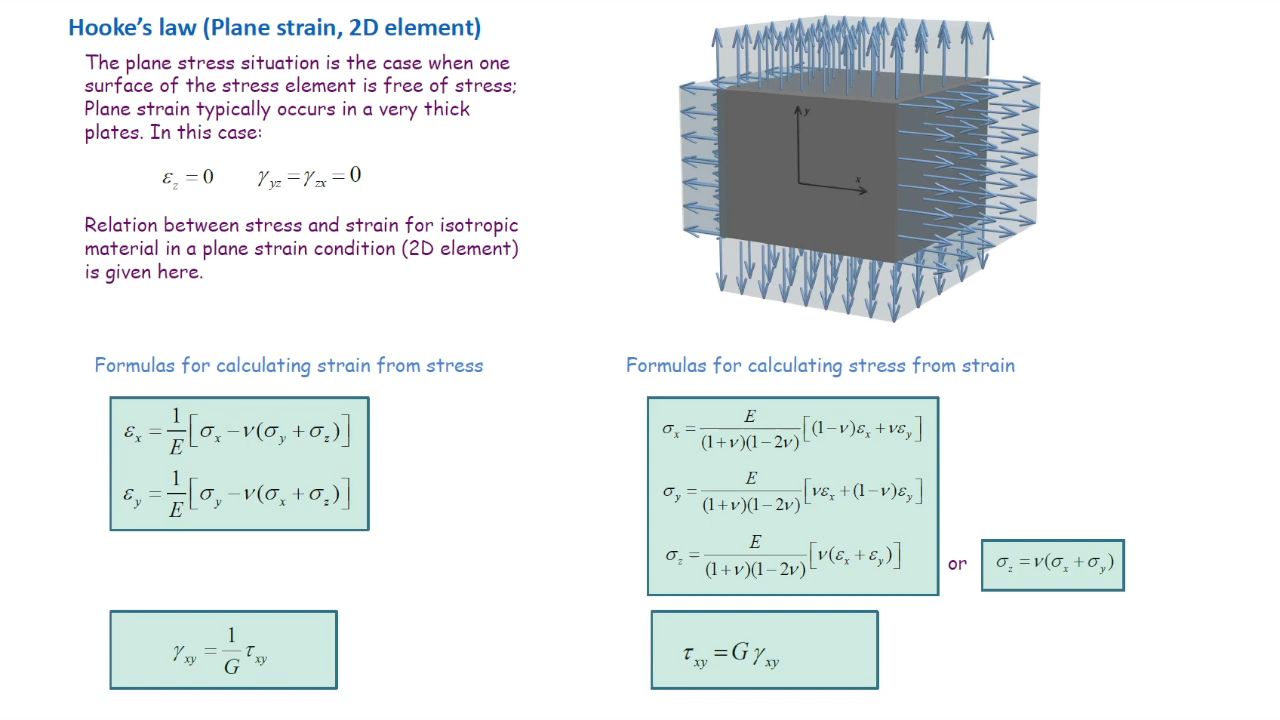 Hooke's law (Plane strain, 2D element)
The plane stress situation is the case when one
surface of the stress element is free of stress;
Plane strain typically occurs in a very thick
plates. In this case:
ε_z = 0    γ_yz = γ_zx = 0
Relation between stress and strain for isotropic
material in a plane strain condition (2D element)
is given here.
y
x
Formulas for calculating strain from stress
ε_x = 1/E [σ_x − ν(σ_y + σ_z)]
ε_y = 1/E [σ_y − ν(σ_x + σ_z)]
γ_xy = 1/G τ_xy
Formulas for calculating stress from strain
σ_x = E/((1+ν)(1−2ν)) [(1−ν)ε_x + νε_y]
σ_y = E/((1+ν)(1−2ν)) [νε_x + (1−ν)ε_y]
σ_z = E/((1+ν)(1−2ν)) [ν(ε_x + ε_y)]
or
σ_z = ν(σ_x + σ_y)
τ_xy = G γ_xy